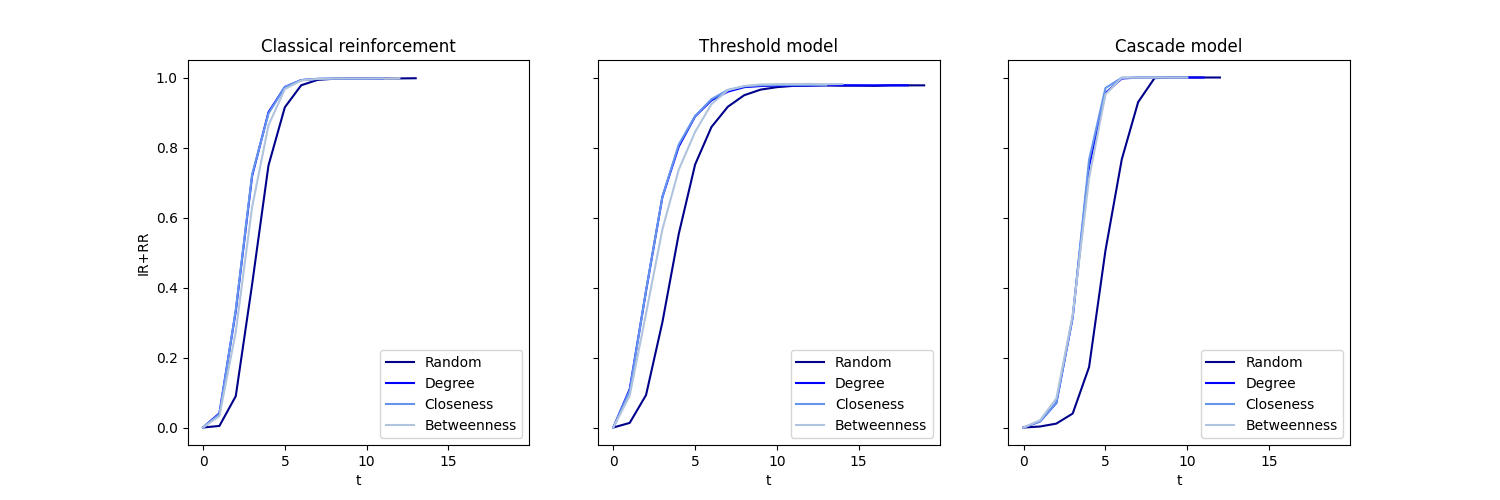 Classical reinforcement
IR+RR
1.0
0.8
0.6
0.4
0.2
0.0
0 5 10 15
t
Random
Degree
Closeness
Betweenness
Threshold model
0 5 10 15
t
Random
Degree
Closeness
Betweenness
Cascade model
0 5 10 15
t
Random
Degree
Closeness
Betweenness